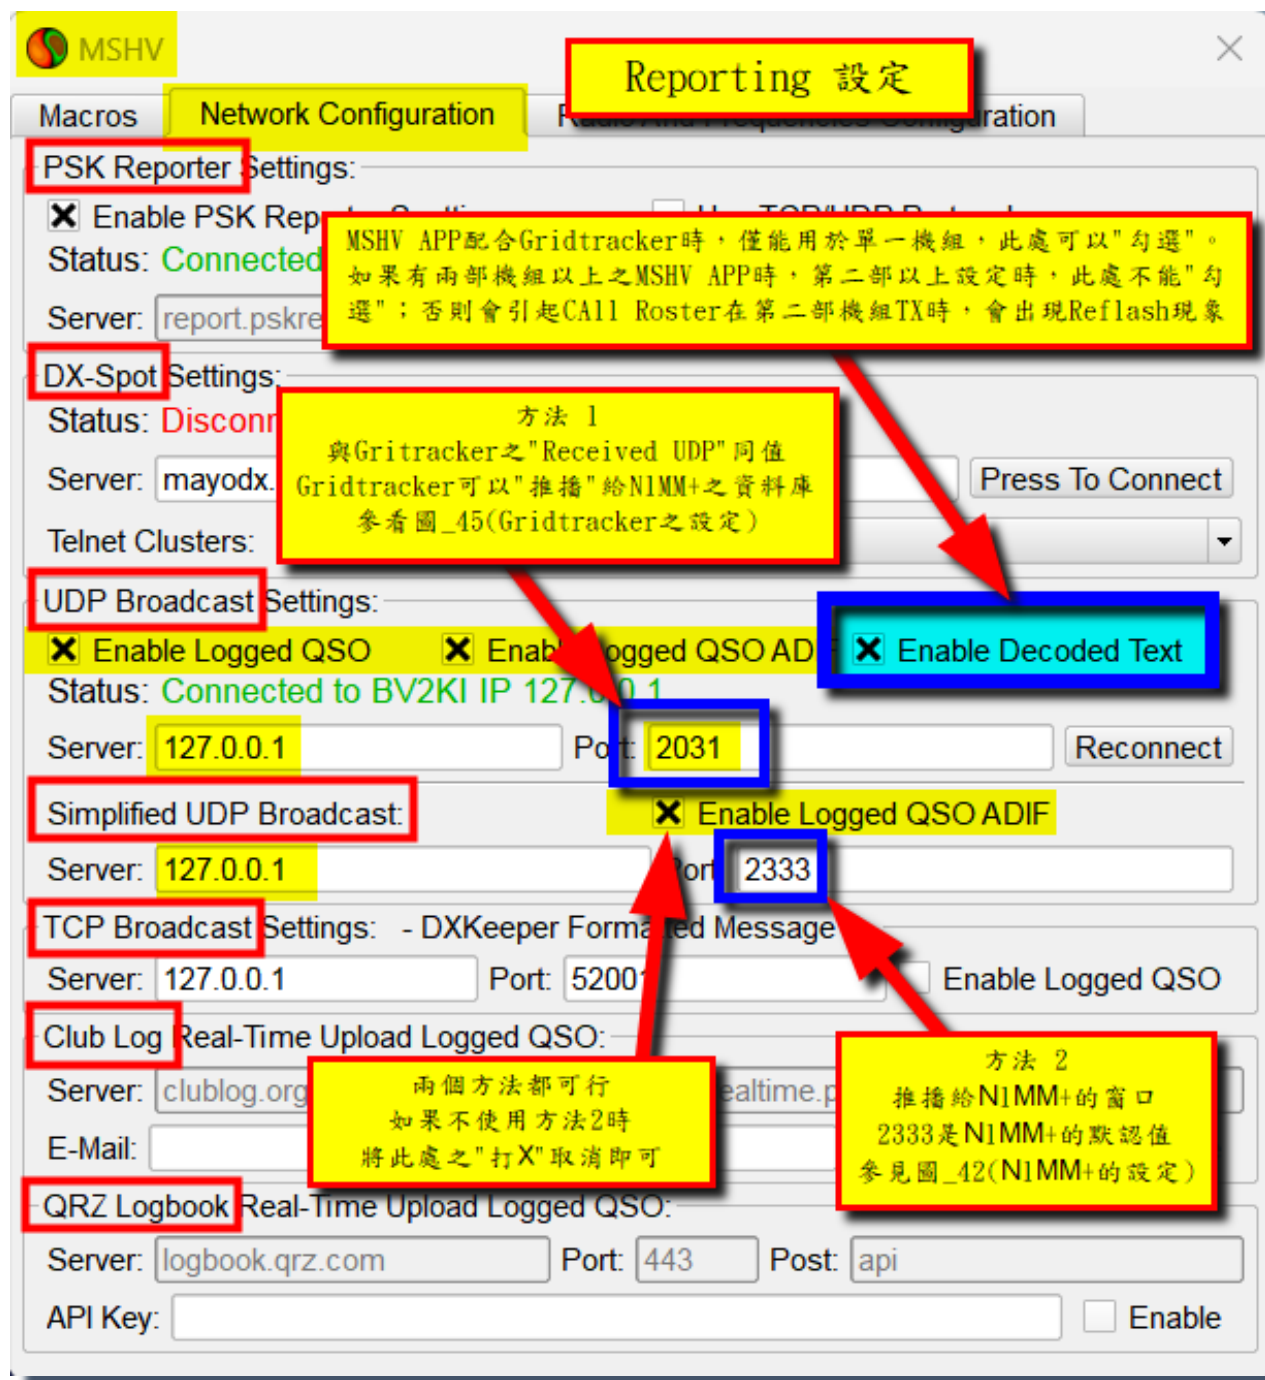 MSHV
Reporting 設定
Macros
Network Configuration
Configuration
PSK Reporter Settings:
Enable PSK
MSHV APP配合Gridtracker時，僅能用於單一機組，此處可以"勾選"。
如果有兩部機組以上之MSHV APP時，第二部以上設定時，此處不能"勾
選"；否則會引起CAll Roster在第二部機組TX時，會出現Reflash現象
Status: Connected
Server: report.pskre
DX-Spot Settings:
Status: Disconn
方法 1
與Gritracker之"Received UDP"同值
Gridtracker可以"推播"給N1MM+之資料庫
參看圖_45(Gridtracker之設定)
Server: mayodx.
Press To Connect
Telnet Clusters:
UDP Broadcast Settings:
Enable Logged QSO
Enable Logged QSO ADIF
Enable Decoded Text
Status: Connected to BV2KI IP 127.0.0.1
Server: 127.0.0.1
Port: 2031
Reconnect
Simplified UDP Broadcast:
Enable Logged QSO ADIF
Server: 127.0.0.1
Port: 2333
TCP Broadcast Settings: - DXKeeper Formatted Message
Server: 127.0.0.1
Port: 52001
Enable Logged QSO
Club Log Real-Time Upload Logged QSO:
Server: clublog.org
ealtime.p
E-Mail:
兩個方法都可行
如果不使用方法2時
將此處之"打X"取消即可
方法 2
推播給N1MM+的窗口
2333是N1MM+的默認值
參見圖_42(N1MM+的設定)
QRZ Logbook Real-Time Upload Logged QSO:
Server: logbook.qrz.com
Port: 443
Post: api
API Key:
Enable